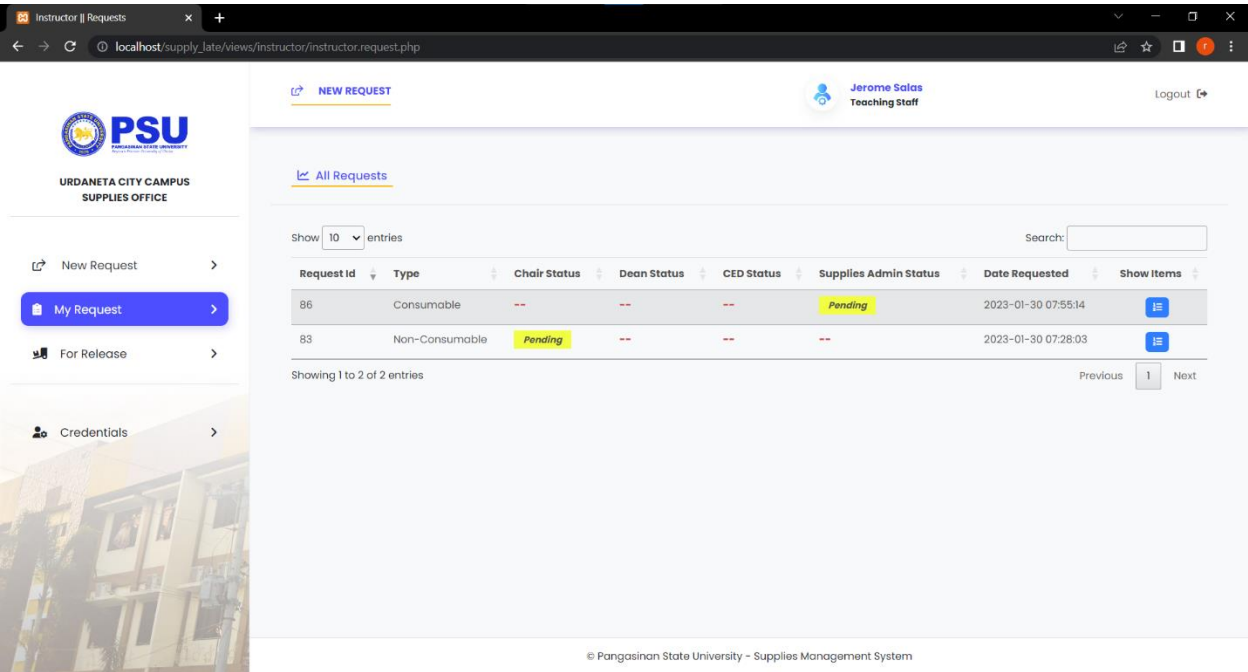 Instructor || Requests
localhost/supply_late/views/instructor/instructor.request.php
PSU
PANGASINAN STATE UNIVERSITY
URDANETA CITY CAMPUS
SUPPLIES OFFICE
New Request
My Request
For Release
Credentials
NEW REQUEST
Jerome Salas
Teaching Staff
Logout
All Requests
Show 10 entries
Search:
Request Id Type Chair Status Dean Status CED Status Supplies Admin Status Date Requested Show Items
86 Consumable -- -- -- Pending 2023-01-30 07:55:14
83 Non-Consumable Pending -- -- -- 2023-01-30 07:28:03
Showing 1 to 2 of 2 entries
Previous 1 Next
© Pangasinan State University - Supplies Management System